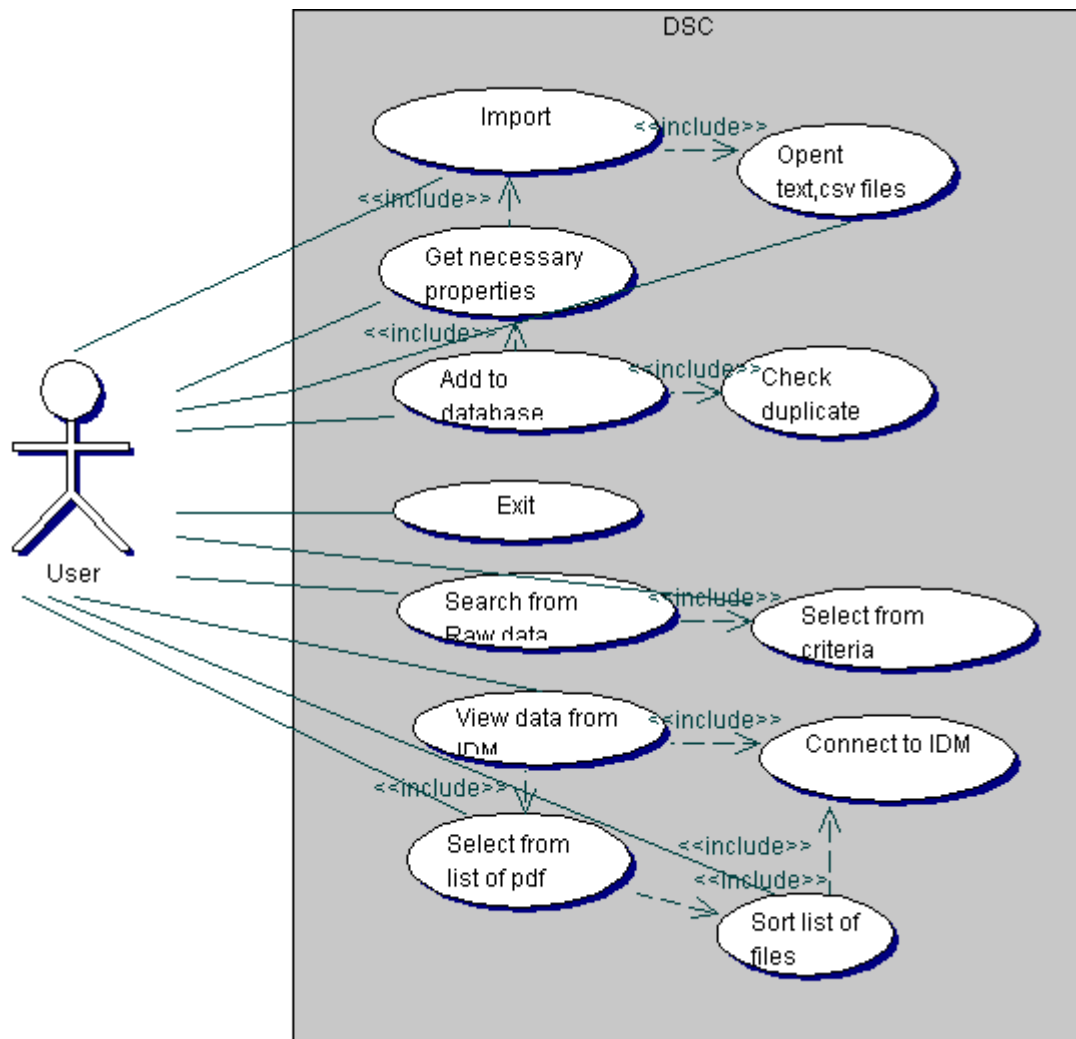 DSC
Import
<<include>>
Opent
text,csv files
<<include>>
Get necessary
properties
<<include>>
Add to
database
<<include>>
Check
duplicate
Exit
User
Search from
Raw data
<<include>>
Select from
criteria
View data from
IDM
<<include>>
Connect to IDM
<<include>>
Select from
list of pdf
<<include>>
<<include>>
Sort list of
files